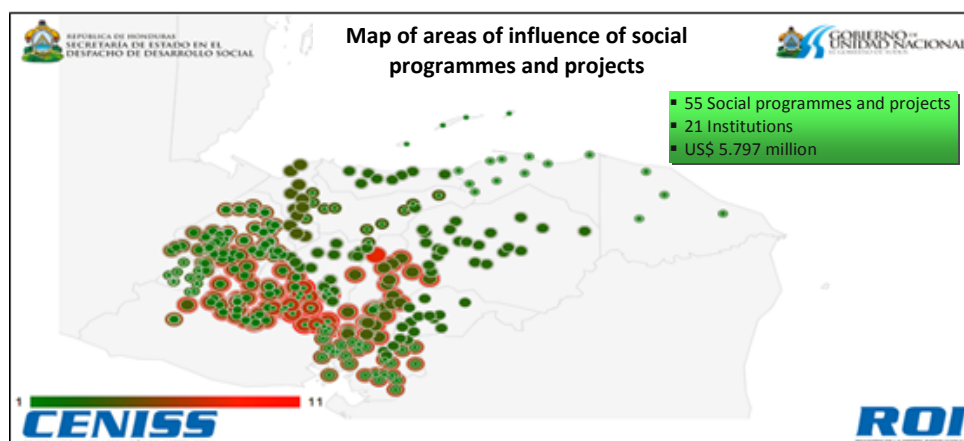 REPÚBLICA DE HONDURAS
SECRETARÍA DE ESTADO EN EL
DESPACHO DE DESARROLLO SOCIAL
Map of areas of influence of social
programmes and projects
GOBIERNO DE
UNIDAD NACIONAL
▪ 55 Social programmes and projects
▪ 21 Institutions
▪ US$ 5.797 million
1 11
CENISS
ROI